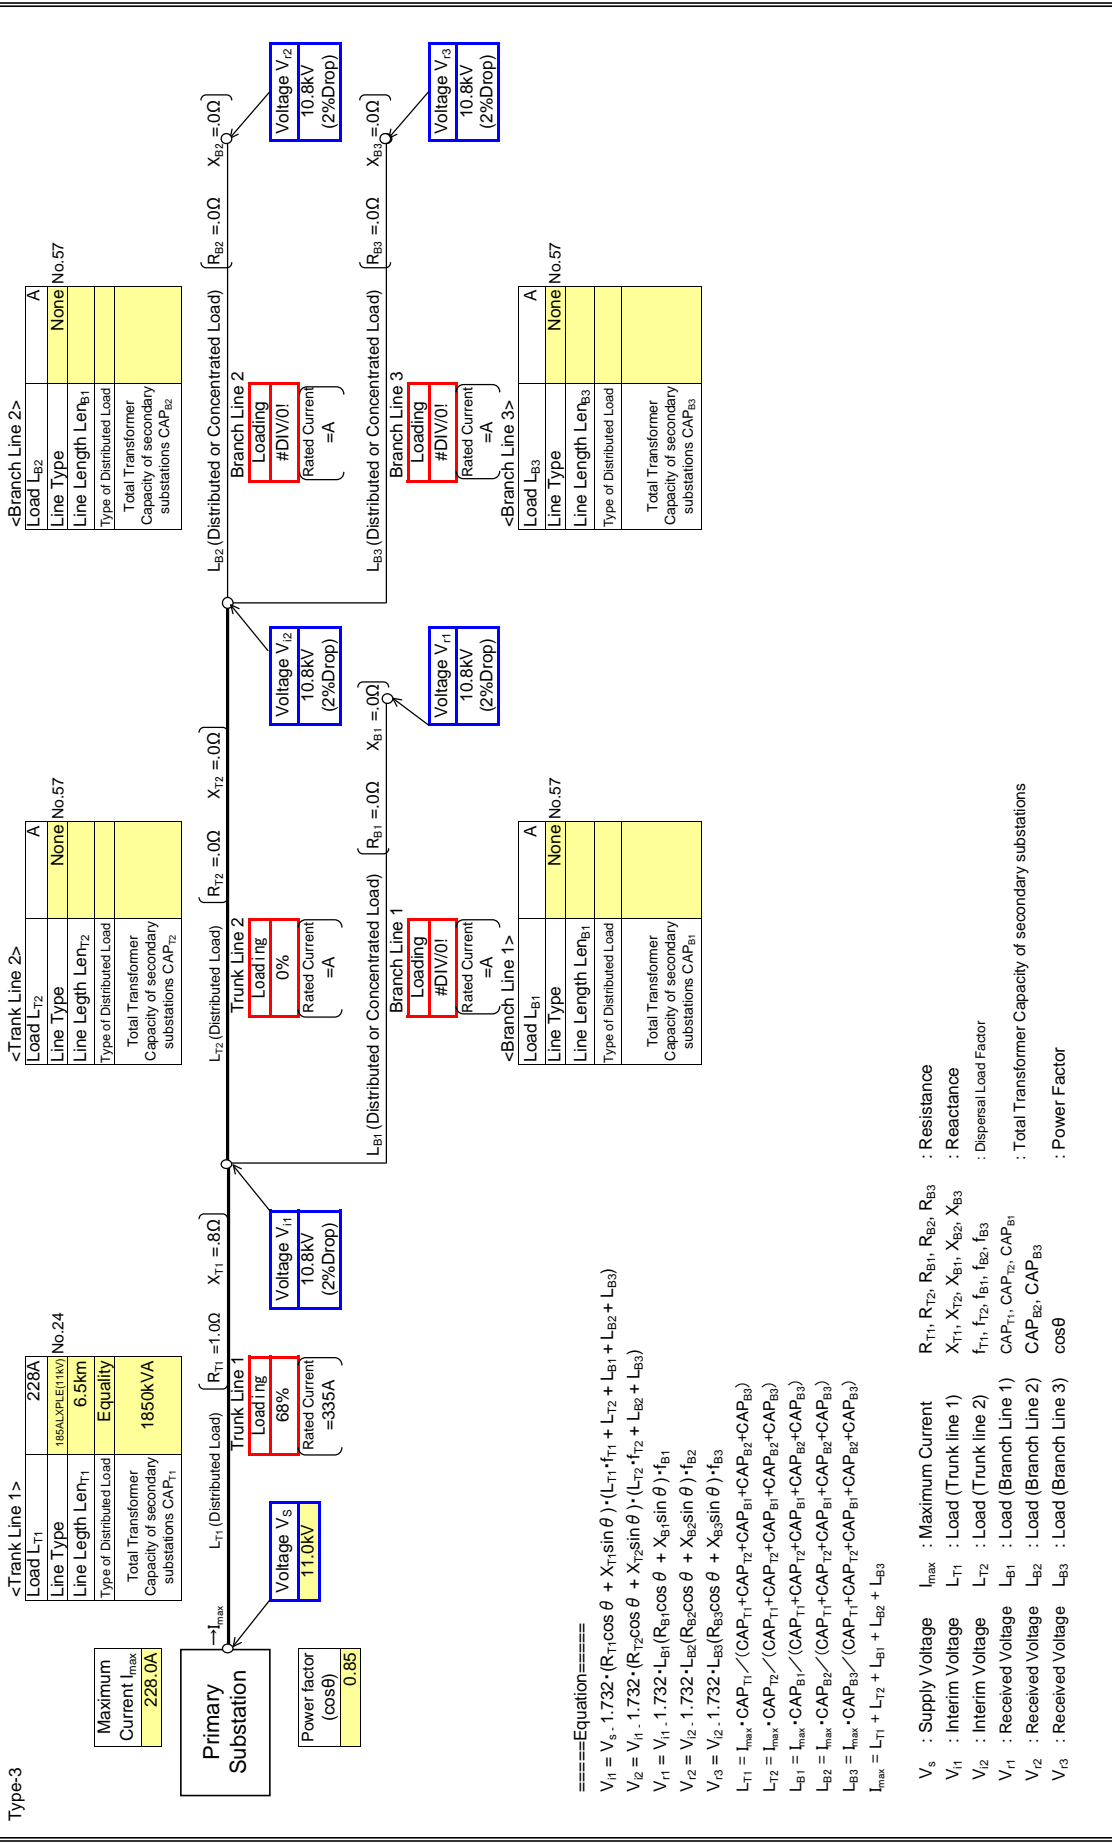 Type-3
Maximum
Current Imax
228.0A
Primary
Substation
→Imax
Power factor
(cosθ)
0.85
Voltage VS
11.0kV
<Trank Line 1>
Load LT1 228A
Line Type 185ALXPLE(11kV) No.24
Line Legth LenT1 6.5km
Type of Distributed Load Equality
Total Transformer
Capacity of secondary
substations CAPT1
1850kVA
LT1 (Distributed Load) RT1 =1.0Ω XT1 =.8Ω
Trunk Line 1
Loading
68%
Rated Current
=335A
Voltage Vi1
10.8kV
(2%Drop)
<Trank Line 2>
Load LT2 A
Line Type None No.57
Line Length LenT2
Type of Distributed Load
Total Transformer
Capacity of secondary
substations CAPT2
LT2 (Distributed Load) RT2 =.0Ω XT2 =.0Ω
Trunk Line 2
Loading
0%
Rated Current
=A
Voltage Vi2
10.8kV
(2%Drop)
LB1 (Distributed or Concentrated Load) RB1 =.0Ω XB1 =.0Ω
Branch Line 1
Loading
#DIV/0!
Rated Current
=A
Voltage Vr1
10.8kV
(2%Drop)
<Branch Line 1>
Load LB1 A
Line Type None No.57
Line Length LenB1
Type of Distributed Load
Total Transformer
Capacity of secondary
substations CAPB1
<Branch Line 2>
Load LB2 A
Line Type None No.57
Line Length LenB1
Type of Distributed Load
Total Transformer
Capacity of secondary
substations CAPB2
LB2 (Distributed or Concentrated Load) RB2 =.0Ω XB2 =.0Ω
Branch Line 2
Loading
#DIV/0!
Rated Current
=A
Voltage Vr2
10.8kV
(2%Drop)
LB3 (Distributed or Concentrated Load) RB3 =.0Ω XB3 =.0Ω
Branch Line 3
Loading
#DIV/0!
Rated Current
=A
Voltage Vr3
10.8kV
(2%Drop)
<Branch Line 3>
Load LB3 A
Line Type None No.57
Line Length LenB3
Type of Distributed Load
Total Transformer
Capacity of secondary
substations CAPB3
=====Equation=====
Vi1 = Vs - 1.732･(RT1cos θ + XT1sin θ)･(LT1･fT1 + LT2 + LB1 + LB2 + LB3)
Vi2 = Vi1 - 1.732･(RT2cos θ + XT2sin θ)･(LT2･fT2 + LB2 + LB3)
Vr1 = Vi1 - 1.732･LB1(RB1cos θ + XB1sin θ)･fB1
Vr2 = Vi2 - 1.732･LB2(RB2cos θ + XB2sin θ)･fB2
Vr3 = Vi2 - 1.732･LB3(RB3cos θ + XB3sin θ)･fB3
LT1 = Imax･CAPT1／(CAPT1+CAPT2+CAPB1+CAPB2+CAPB3)
LT2 = Imax･CAPT2／(CAPT1+CAPT2+CAPB1+CAPB2+CAPB3)
LB1 = Imax･CAPB1／(CAPT1+CAPT2+CAPB1+CAPB2+CAPB3)
LB2 = Imax･CAPB2／(CAPT1+CAPT2+CAPB1+CAPB2+CAPB3)
LB3 = Imax･CAPB3／(CAPT1+CAPT2+CAPB1+CAPB2+CAPB3)
Imax = LT1 + LT2 + LB1 + LB2 + LB3
Vs : Supply Voltage Imax : Maximum Current RT1, RT2, RB1, RB2, RB3 : Resistance
Vi1 : Interim Voltage LT1 : Load (Trunk line 1) XT1, XT2, XB1, XB2, XB3 : Reactance
Vi2 : Interim Voltage LT2 : Load (Trunk line 2) fT1, fT2, fB1, fB2, fB3 : Dispersal Load Factor
Vr1 : Received Voltage LB1 : Load (Branch Line 1) CAPT1, CAPT2, CAPB1 : Total Transformer Capacity of secondary substations
Vr2 : Received Voltage LB2 : Load (Branch Line 2) CAPB2, CAPB3
Vr3 : Received Voltage LB3 : Load (Branch Line 3) cosθ : Power Factor